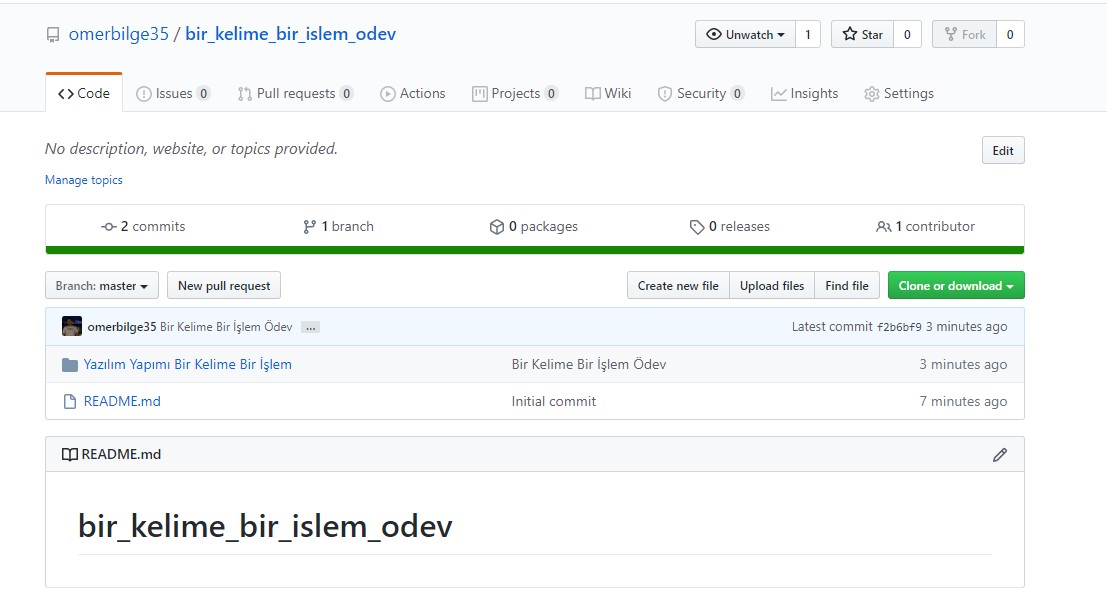 omerbilge35 / bir_kelime_bir_islem_odev Unwatch 1 Star 0 Fork 0
Code Issues 0 Pull requests 0 Actions Projects 0 Wiki Security 0 Insights Settings
No description, website, or topics provided. Edit
Manage topics
2 commits 1 branch 0 packages 0 releases 1 contributor
Branch: master New pull request Create new file Upload files Find file Clone or download
omerbilge35 Bir Kelime Bir İşlem Ödev ... Latest commit f2b6bf9 3 minutes ago
Yazılım Yapımı Bir Kelime Bir İşlem Bir Kelime Bir İşlem Ödev 3 minutes ago
README.md Initial commit 7 minutes ago
README.md
bir_kelime_bir_islem_odev